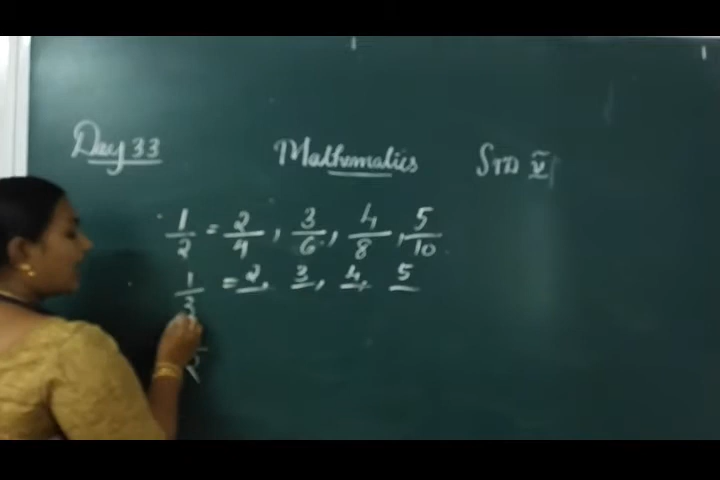 Day 33 Mathematics STD V
1/2 = 2/4, 3/6, 4/8, 5/10
1/3 = 2, 3, 4, 5